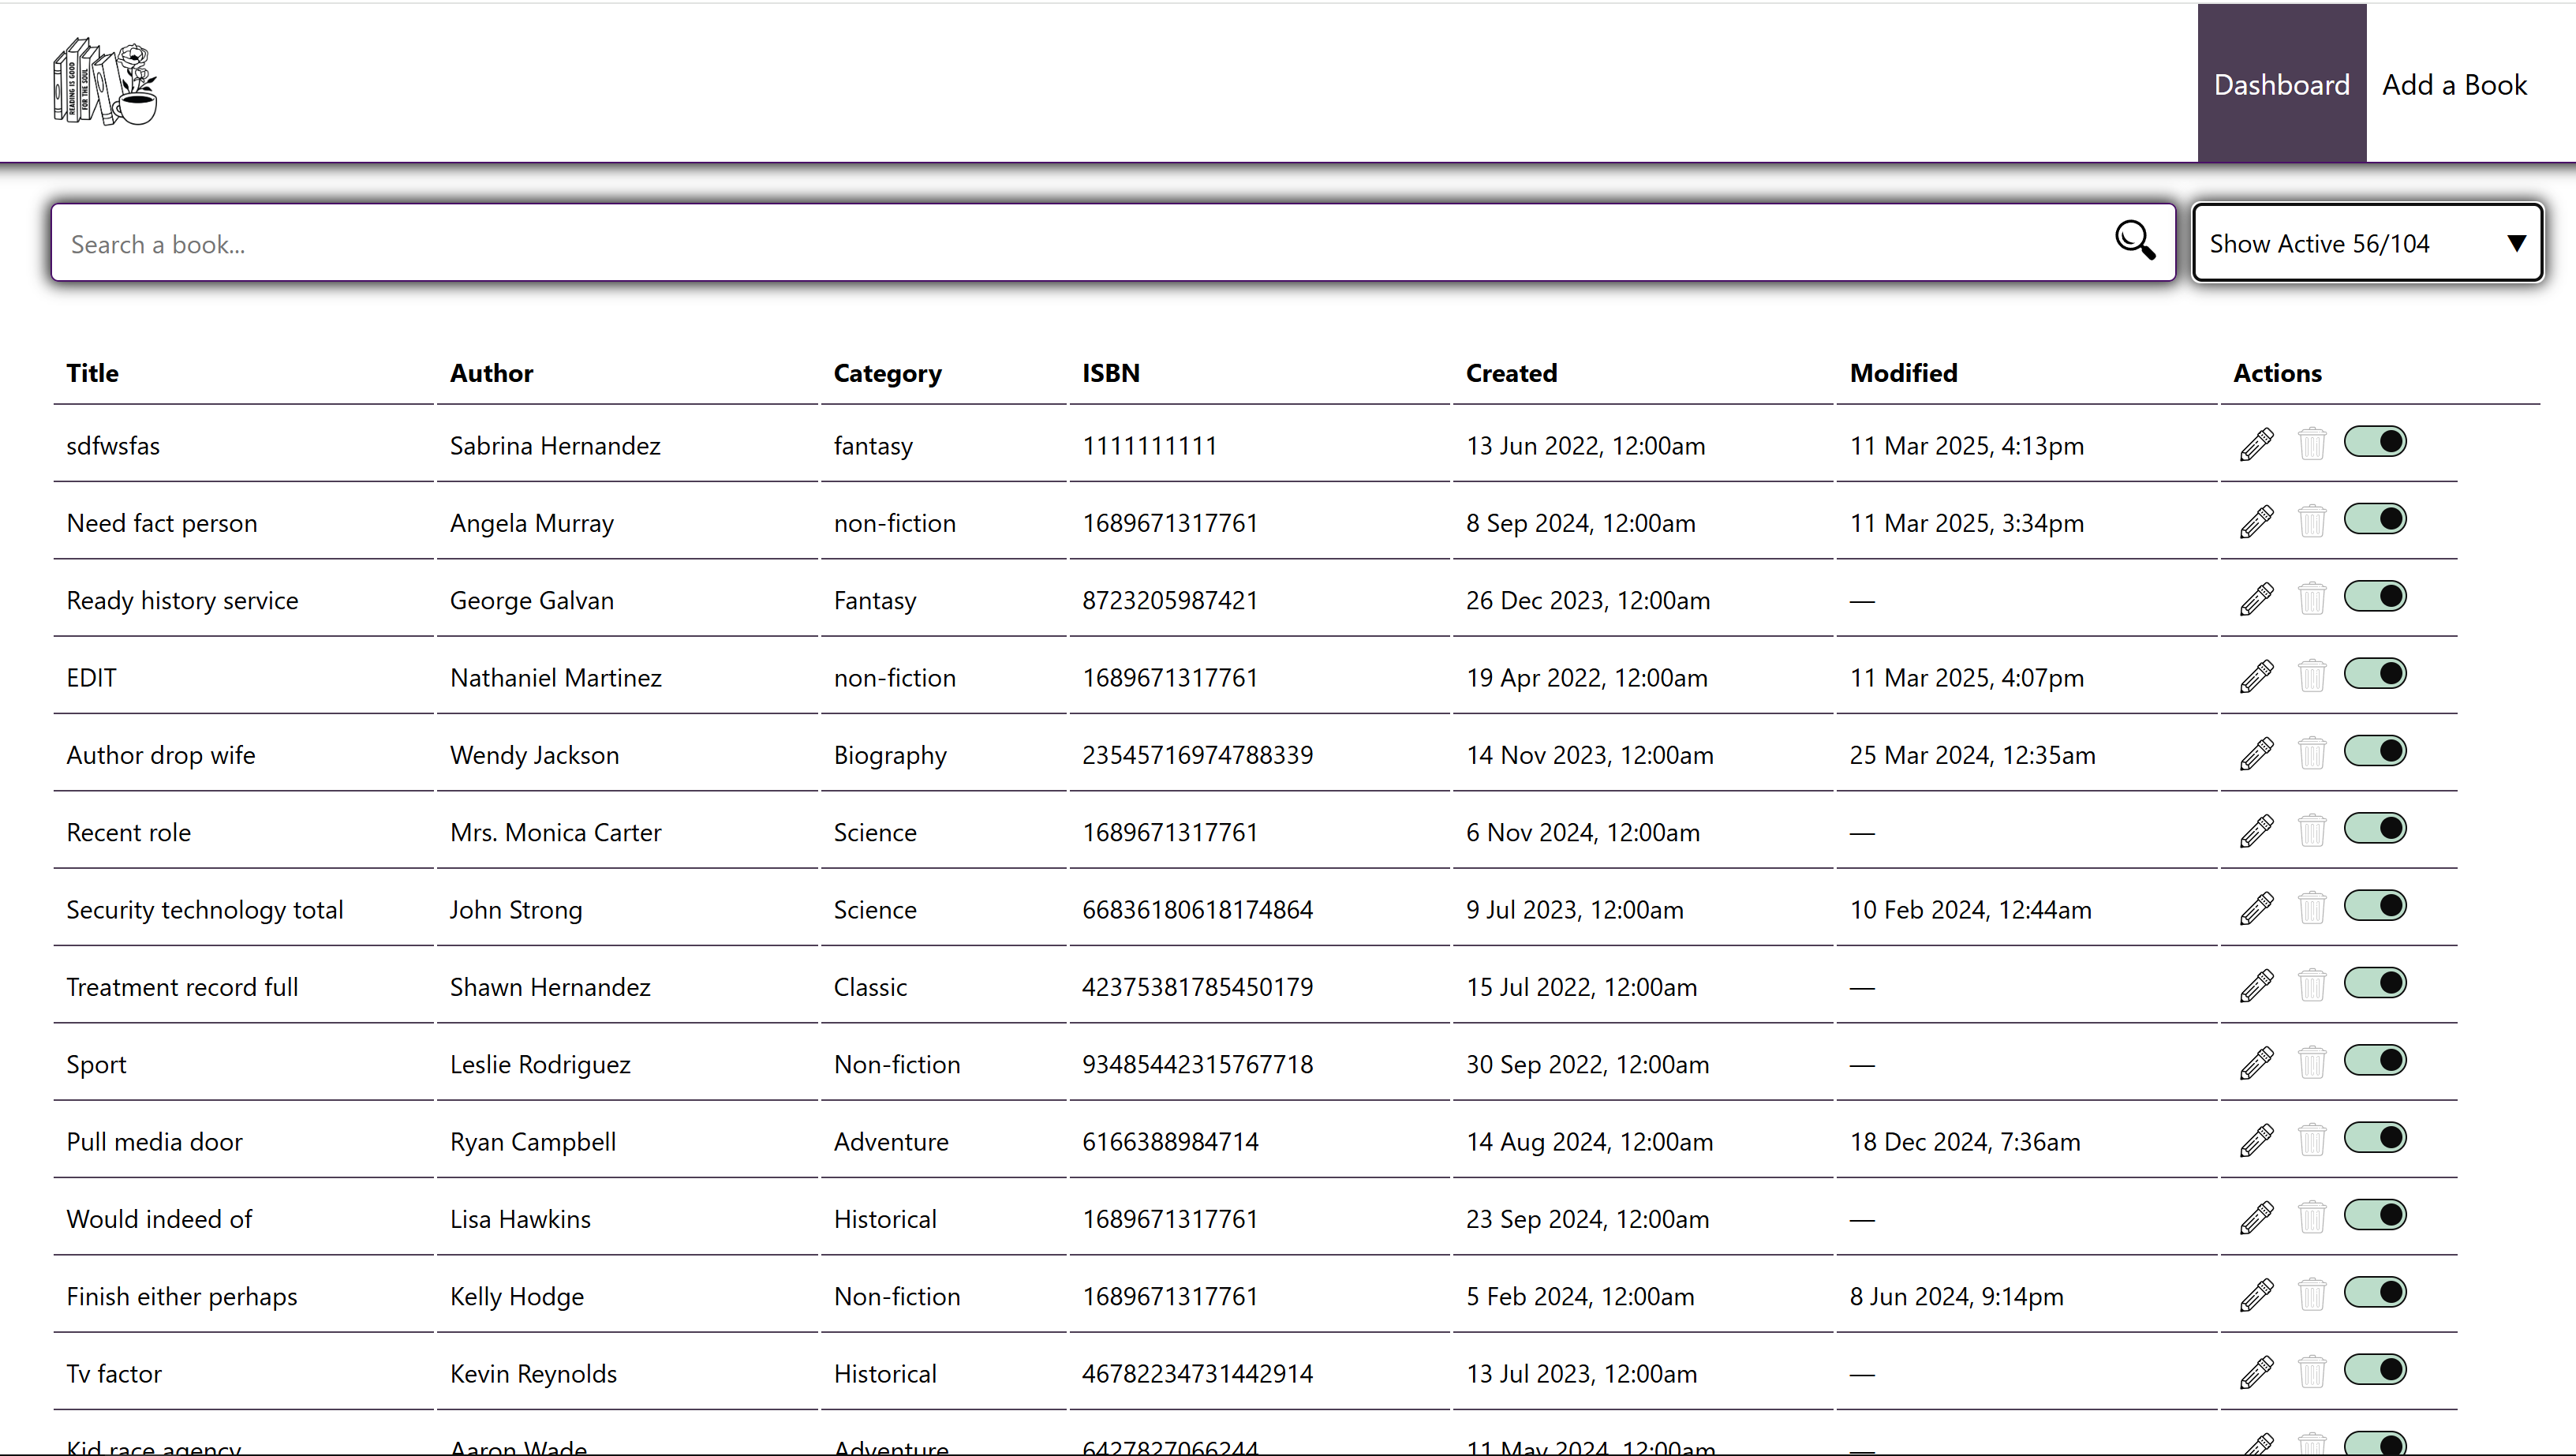 READING IS GOOD
FOR THE SOUL
Dashboard Add a Book
Search a book... Show Active 56/104 ▼
Title Author Category ISBN Created Modified Actions
sdfwsfas Sabrina Hernandez fantasy 1111111111 13 Jun 2022, 12:00am 11 Mar 2025, 4:13pm
Need fact person Angela Murray non-fiction 1689671317761 8 Sep 2024, 12:00am 11 Mar 2025, 3:34pm
Ready history service George Galvan Fantasy 8723205987421 26 Dec 2023, 12:00am —
EDIT Nathaniel Martinez non-fiction 1689671317761 19 Apr 2022, 12:00am 11 Mar 2025, 4:07pm
Author drop wife Wendy Jackson Biography 23545716974788339 14 Nov 2023, 12:00am 25 Mar 2024, 12:35am
Recent role Mrs. Monica Carter Science 1689671317761 6 Nov 2024, 12:00am —
Security technology total John Strong Science 66836180618174864 9 Jul 2023, 12:00am 10 Feb 2024, 12:44am
Treatment record full Shawn Hernandez Classic 42375381785450179 15 Jul 2022, 12:00am —
Sport Leslie Rodriguez Non-fiction 93485442315767718 30 Sep 2022, 12:00am —
Pull media door Ryan Campbell Adventure 6166388984714 14 Aug 2024, 12:00am 18 Dec 2024, 7:36am
Would indeed of Lisa Hawkins Historical 1689671317761 23 Sep 2024, 12:00am —
Finish either perhaps Kelly Hodge Non-fiction 1689671317761 5 Feb 2024, 12:00am 8 Jun 2024, 9:14pm
Tv factor Kevin Reynolds Historical 46782234731442914 13 Jul 2023, 12:00am —
Kid race agency Aaron Wade Adventure 6427827066244 11 May 2024, 12:00am —